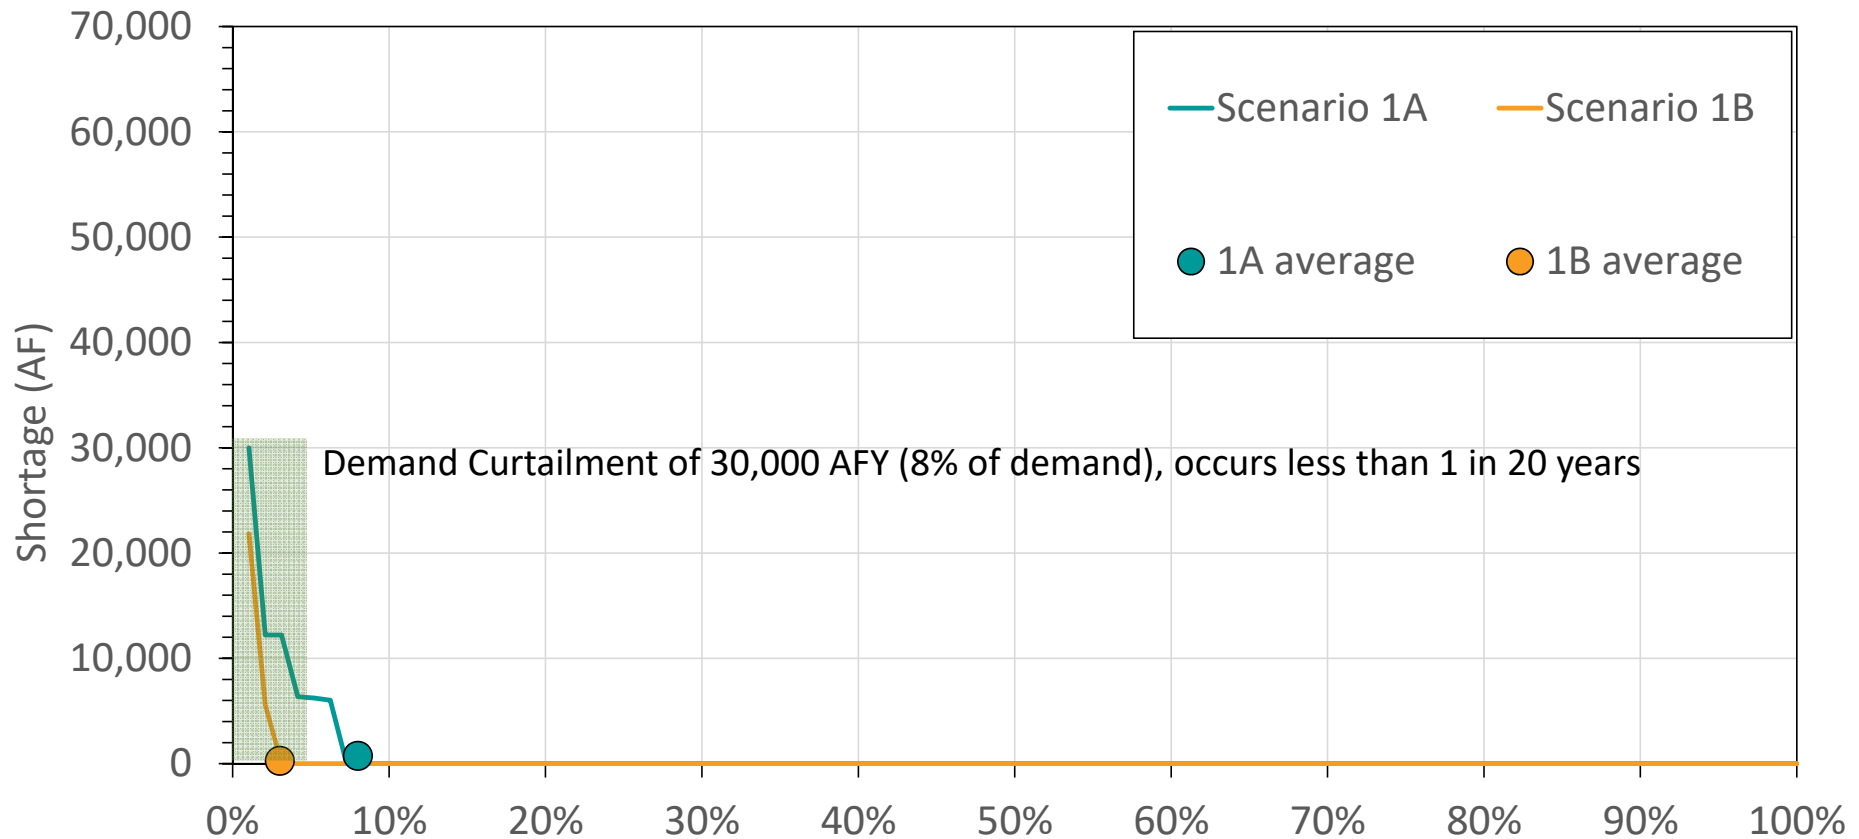 70,000
60,000
50,000
40,000
30,000
20,000
10,000
0
Shortage (AF)
Scenario 1A
Scenario 1B
1A average
1B average
Demand Curtailment of 30,000 AFY (8% of demand), occurs less than 1 in 20 years
0% 10% 20% 30% 40% 50% 60% 70% 80% 90% 100%